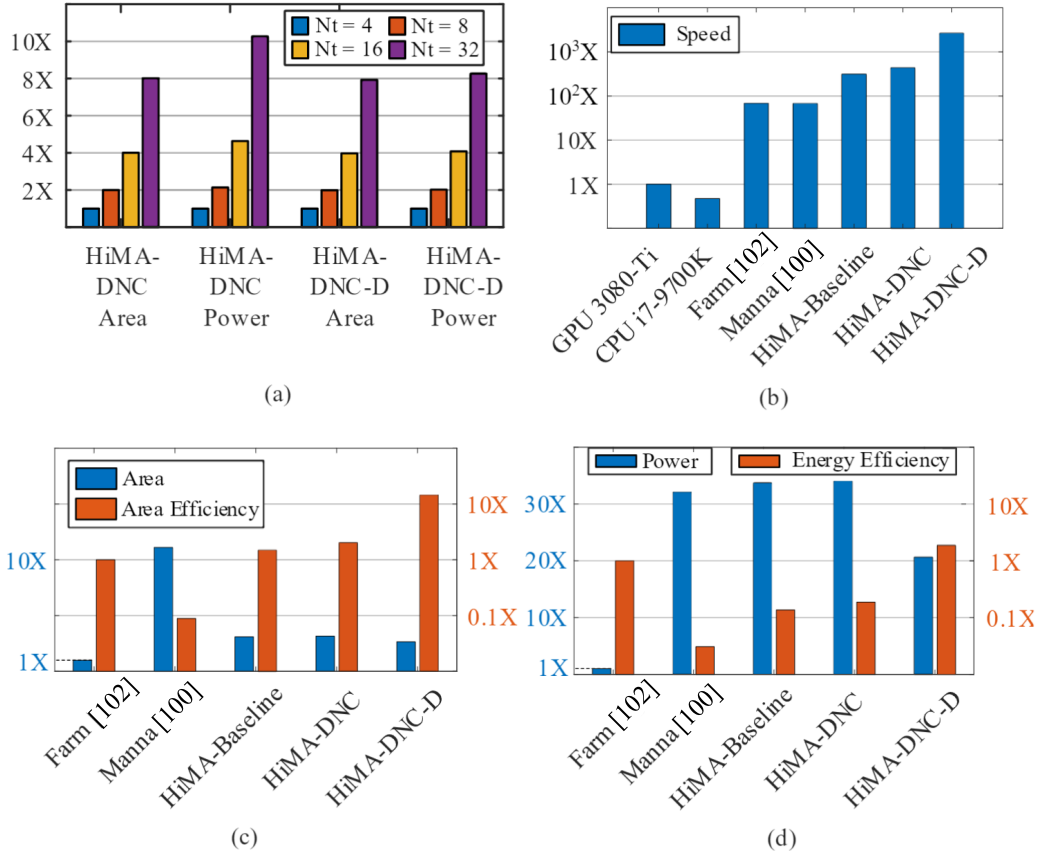 Nt = 4 Nt = 8
Nt = 16 Nt = 32
10X
8X
6X
4X
2X
HiMA-
DNC
Area
HiMA-
DNC
Power
HiMA-
DNC-D
Area
HiMA-
DNC-D
Power
(a)
Speed
10³X
10²X
10X
1X
GPU 3080-Ti
CPU i7-9700K
Farm [102]
Manna [100]
HiMA-Baseline
HiMA-DNC
HiMA-DNC-D
(b)
Area
Area Efficiency
10X
1X
10X
1X
0.1X
Farm [102]
Manna [100]
HiMA-Baseline
HiMA-DNC
HiMA-DNC-D
(c)
Power
Energy Efficiency
30X
20X
10X
1X
10X
1X
0.1X
Farm [102]
Manna [100]
HiMA-Baseline
HiMA-DNC
HiMA-DNC-D
(d)